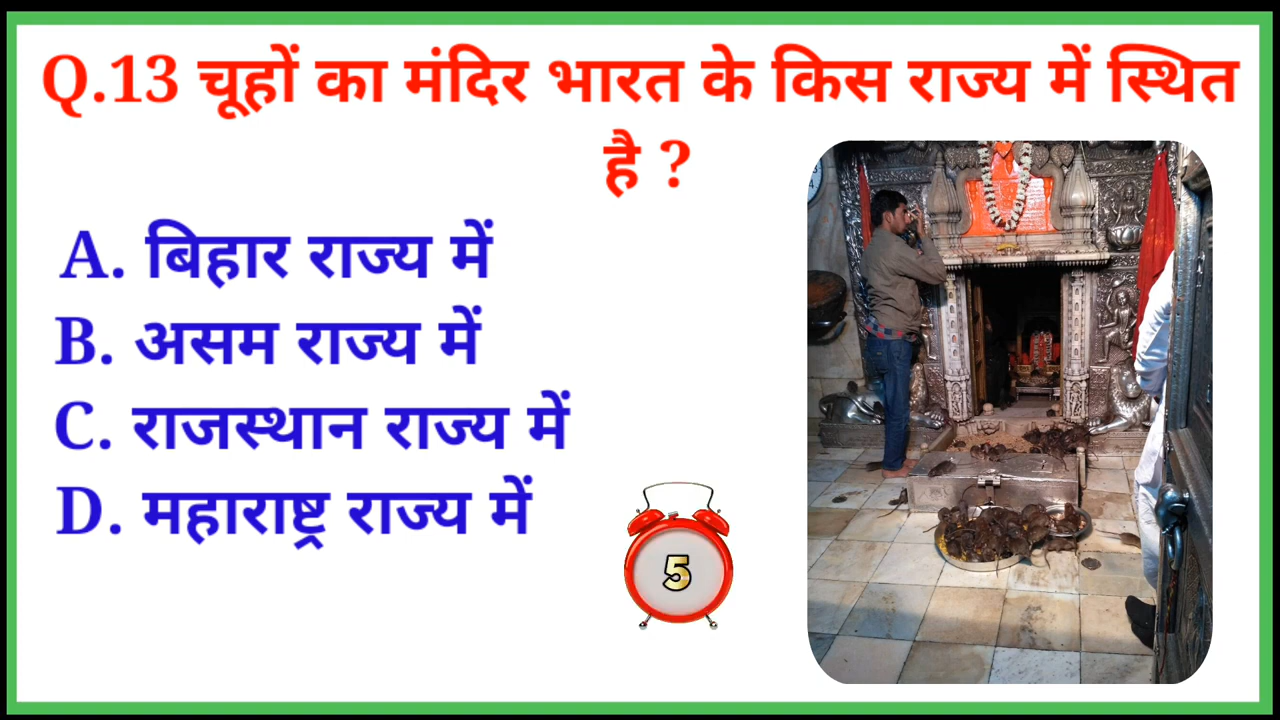 Q.13 चूहों का मंदिर भारत के किस राज्य में स्थित
है ?
A. बिहार राज्य में
B. असम राज्य में
C. राजस्थान राज्य में
D. महाराष्ट्र राज्य में
5